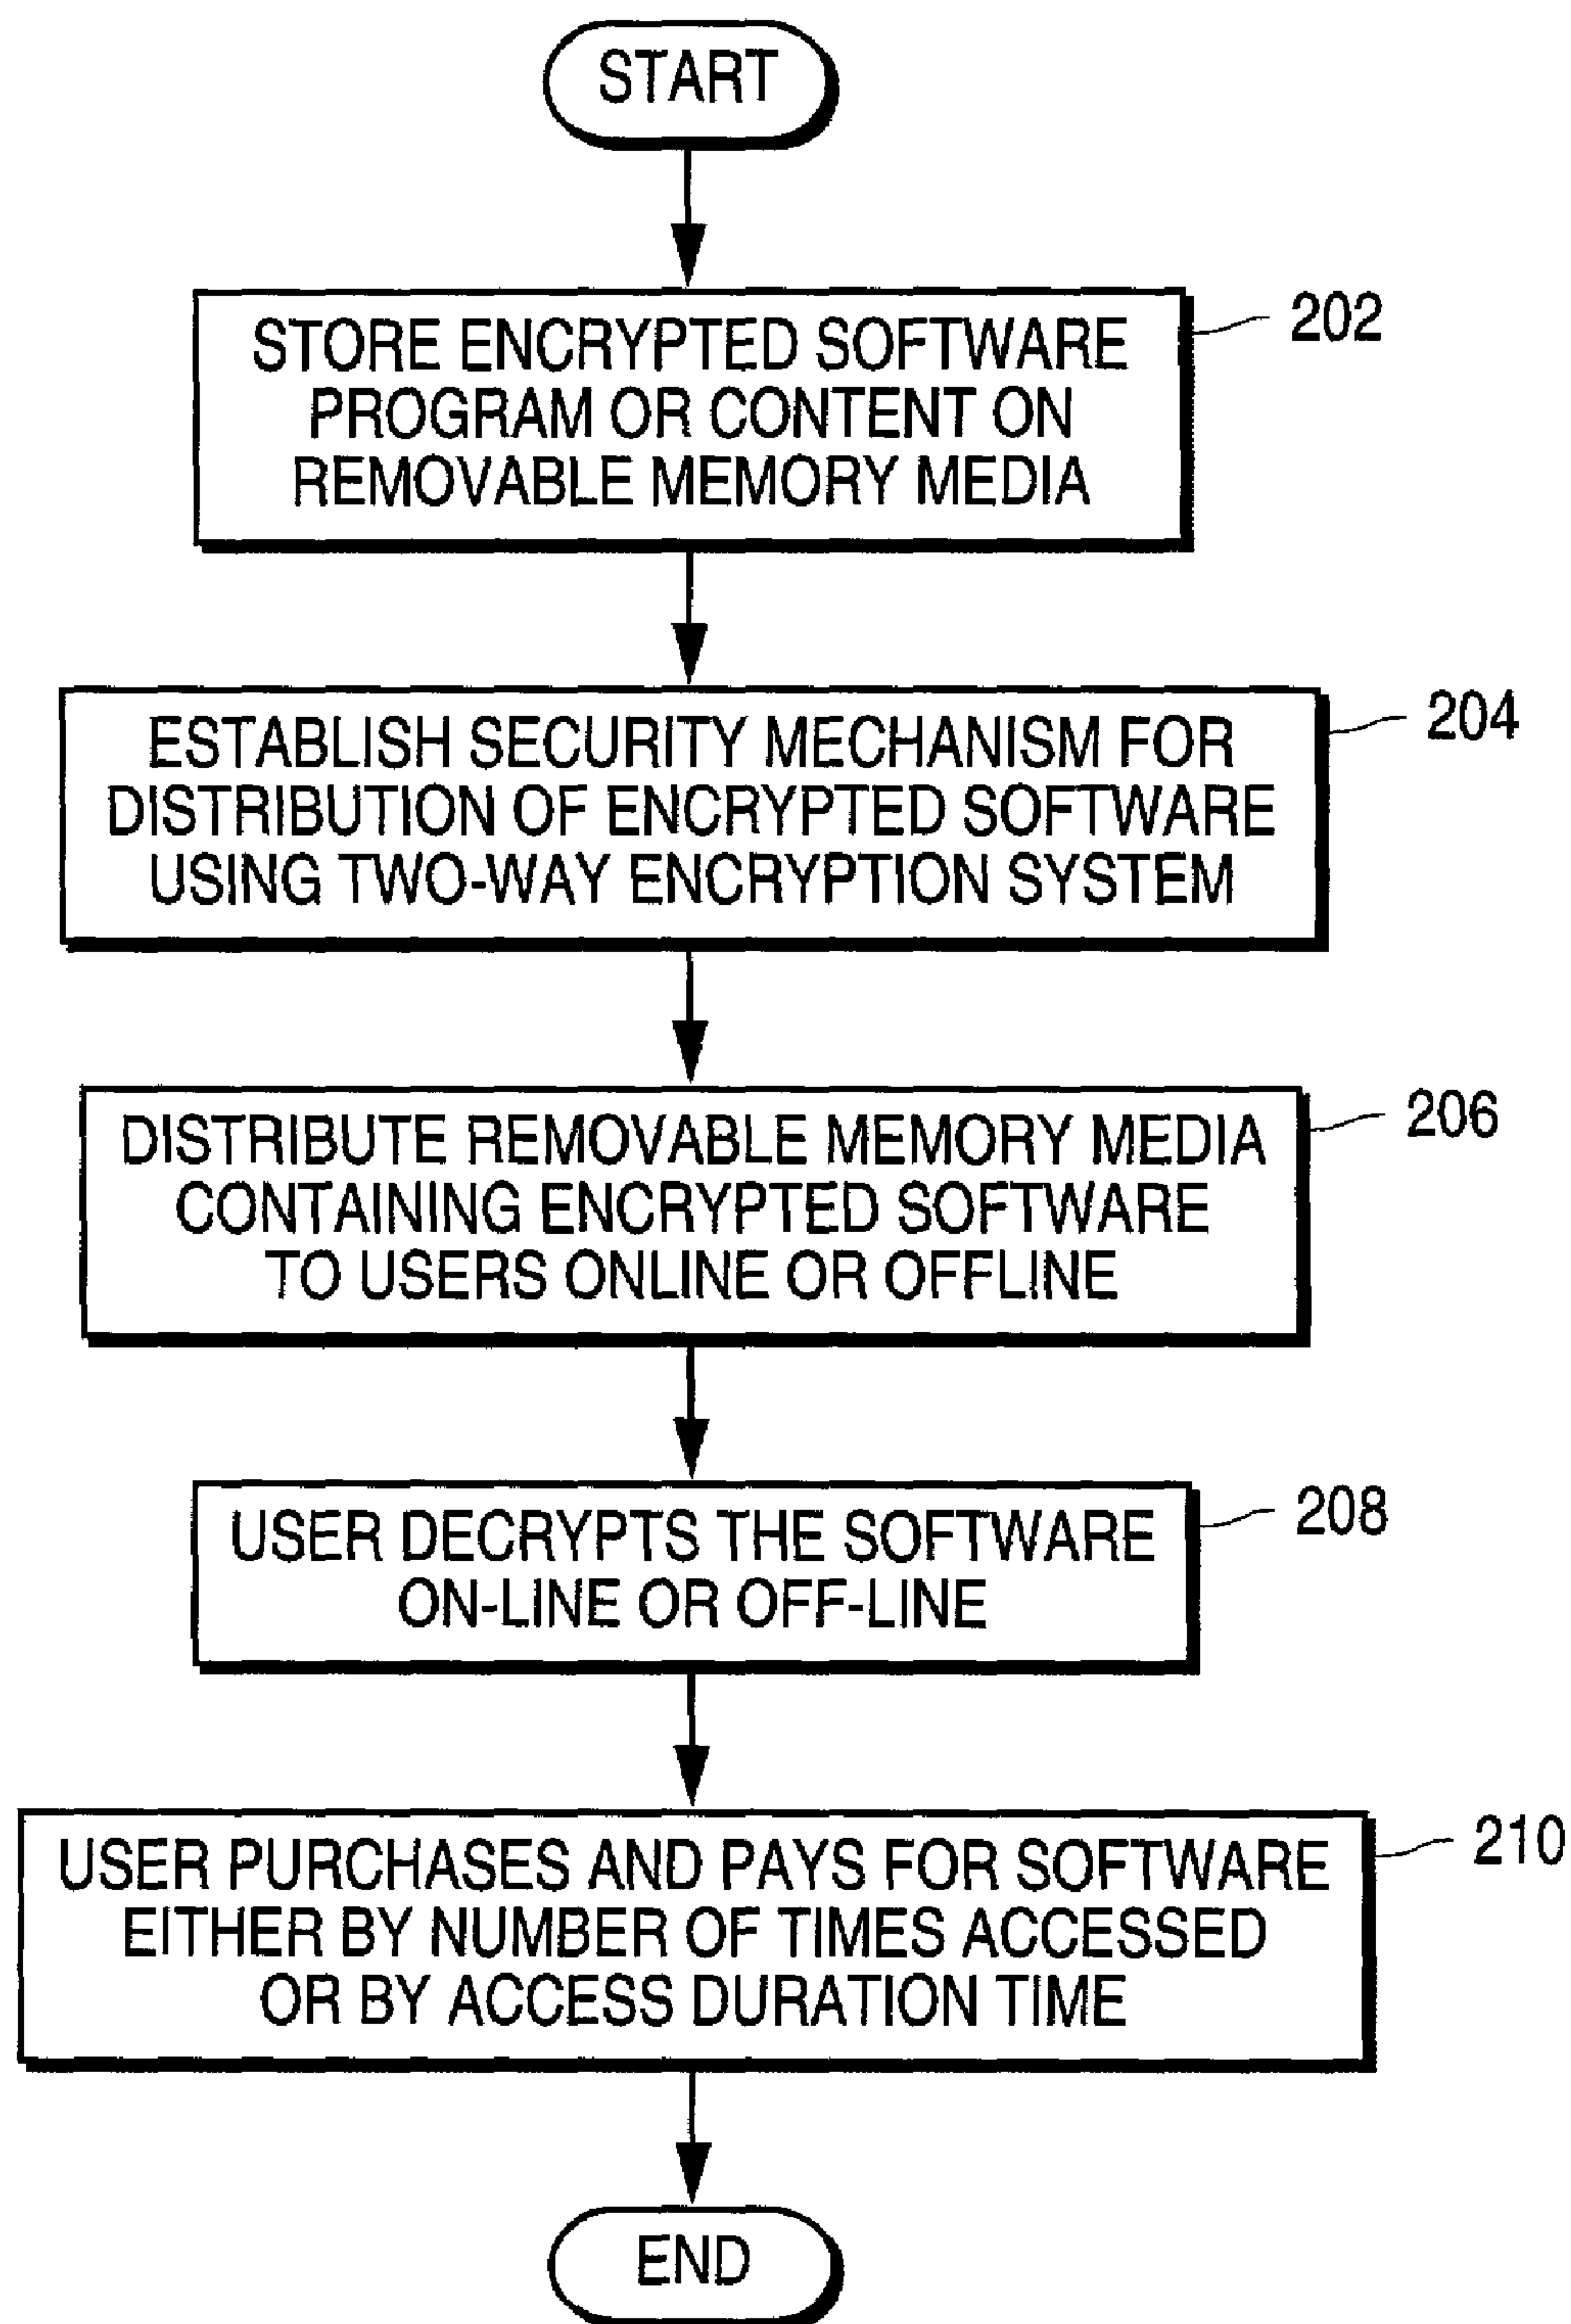 START
STORE ENCRYPTED SOFTWARE
PROGRAM OR CONTENT ON
REMOVABLE MEMORY MEDIA
202
ESTABLISH SECURITY MECHANISM FOR
DISTRIBUTION OF ENCRYPTED SOFTWARE
USING TWO-WAY ENCRYPTION SYSTEM
204
DISTRIBUTE REMOVABLE MEMORY MEDIA
CONTAINING ENCRYPTED SOFTWARE
TO USERS ONLINE OR OFFLINE
206
USER DECRYPTS THE SOFTWARE
ON-LINE OR OFF-LINE
208
USER PURCHASES AND PAYS FOR SOFTWARE
EITHER BY NUMBER OF TIMES ACCESSED
OR BY ACCESS DURATION TIME
210
END